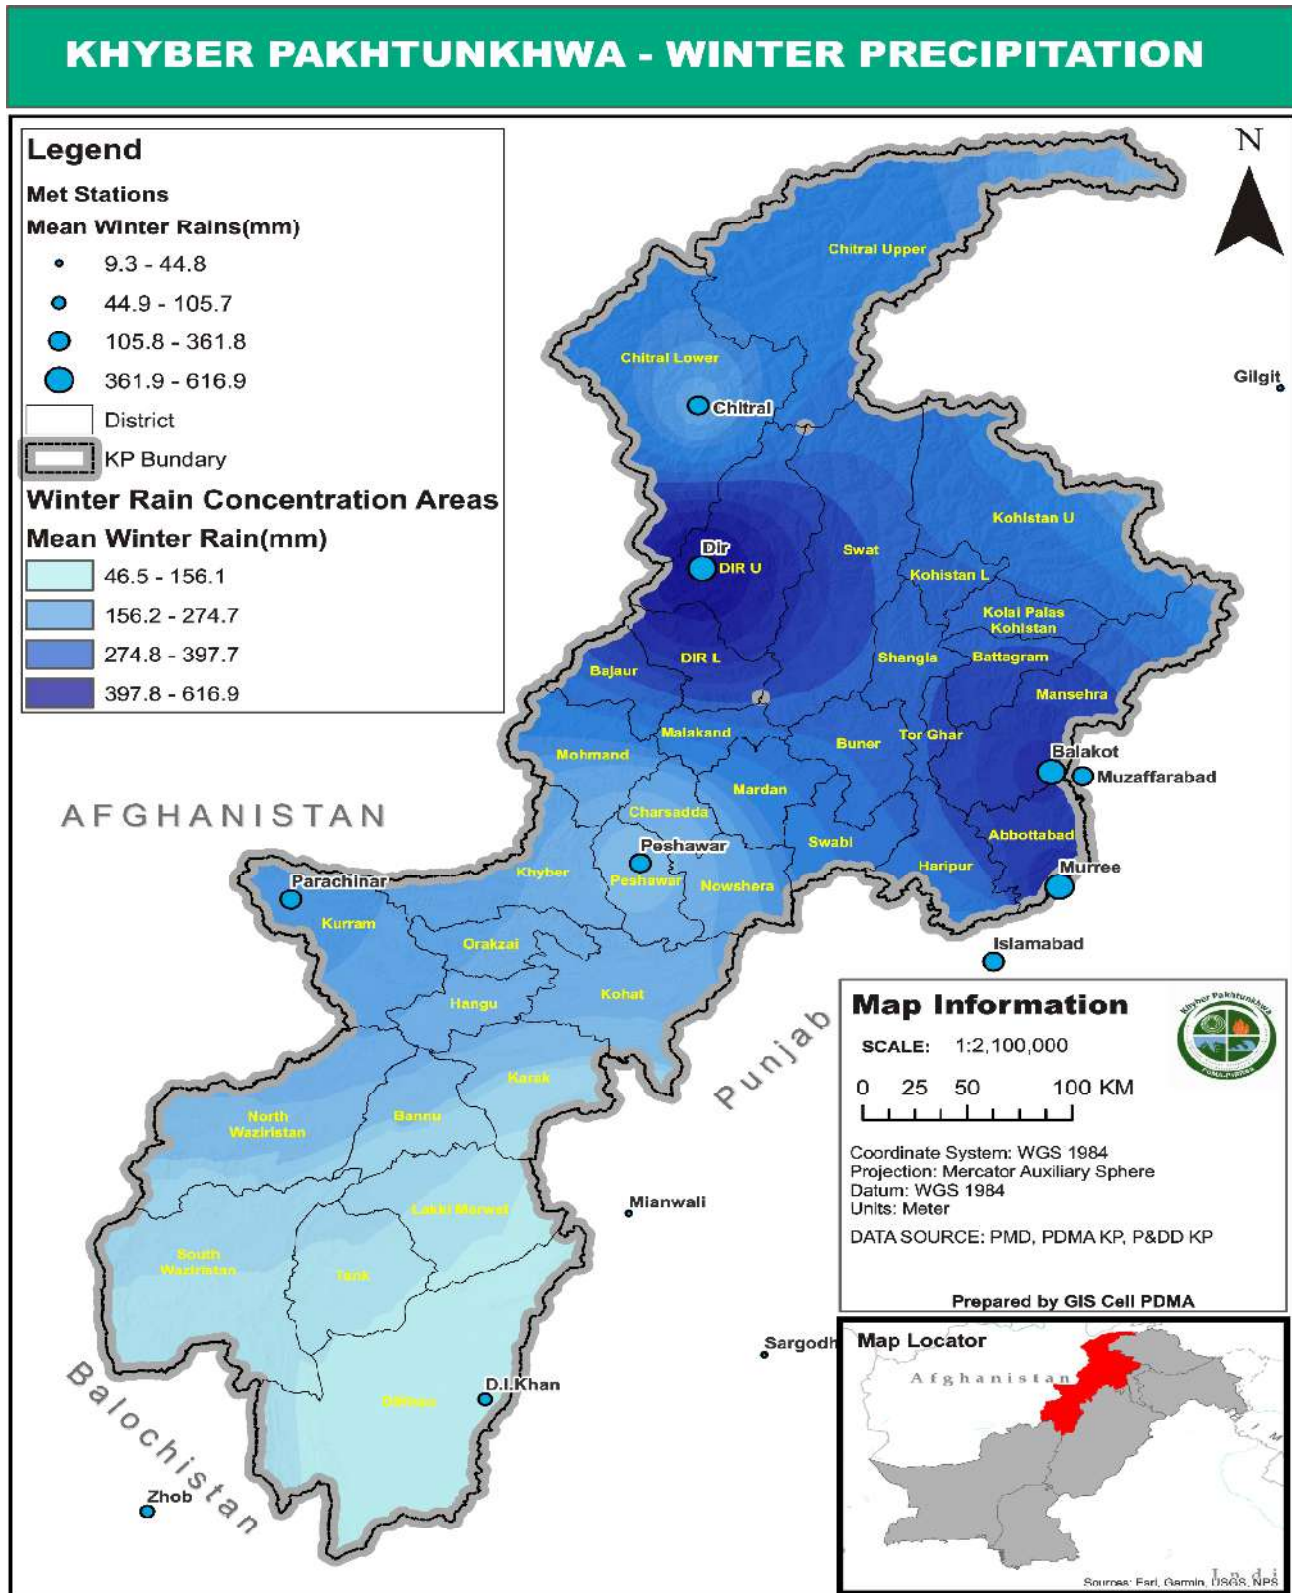 KHYBER PAKHTUNKHWA - WINTER PRECIPITATION
Legend
Met Stations
Mean Winter Rains(mm)
9.3 - 44.8
44.9 - 105.7
105.8 - 361.8
361.9 - 616.9
District
KP Bundary
Winter Rain Concentration Areas
Mean Winter Rain(mm)
46.5 - 156.1
156.2 - 274.7
274.8 - 397.7
397.8 - 616.9
N
Chitral Upper
Chitral Lower
Gilgit
Chitral
Kohistan U
Dir
DIR U
Swat
Kohistan L
Kolai Palas
Kohistan
DIR L
Bajaur
Shangla
Battagram
Mansehra
Malakand
Buner
Tor Ghar
Mohmand
Balakot
Muzaffarabad
Mardan
AFGHANISTAN
Charsadda
Peshawar
Swabi
Abbottabad
Khyber
Peshawar
Nowshera
Haripur
Murree
Parachinar
Kurram
Orakzai
Islamabad
Hangu
Kohat
Punjab
Karak
North
Waziristan
Bannu
Lakki Marwat
Mianwali
South
Waziristan
Tank
Sargodh
D.I.Khan
Balochistan
Zhob
Map Information
Khyber Pakhtunkhwa
SCALE: 1:2,100,000
0 25 50 100 KM
Coordinate System: WGS 1984
Projection: Mercator Auxiliary Sphere
Datum: WGS 1984
Units: Meter
DATA SOURCE: PMD, PDMA KP, P&DD KP
Prepared by GIS Cell PDMA
Map Locator
Afghanistan
Indi
Sources: Esri, Garmin, USGS, NPS